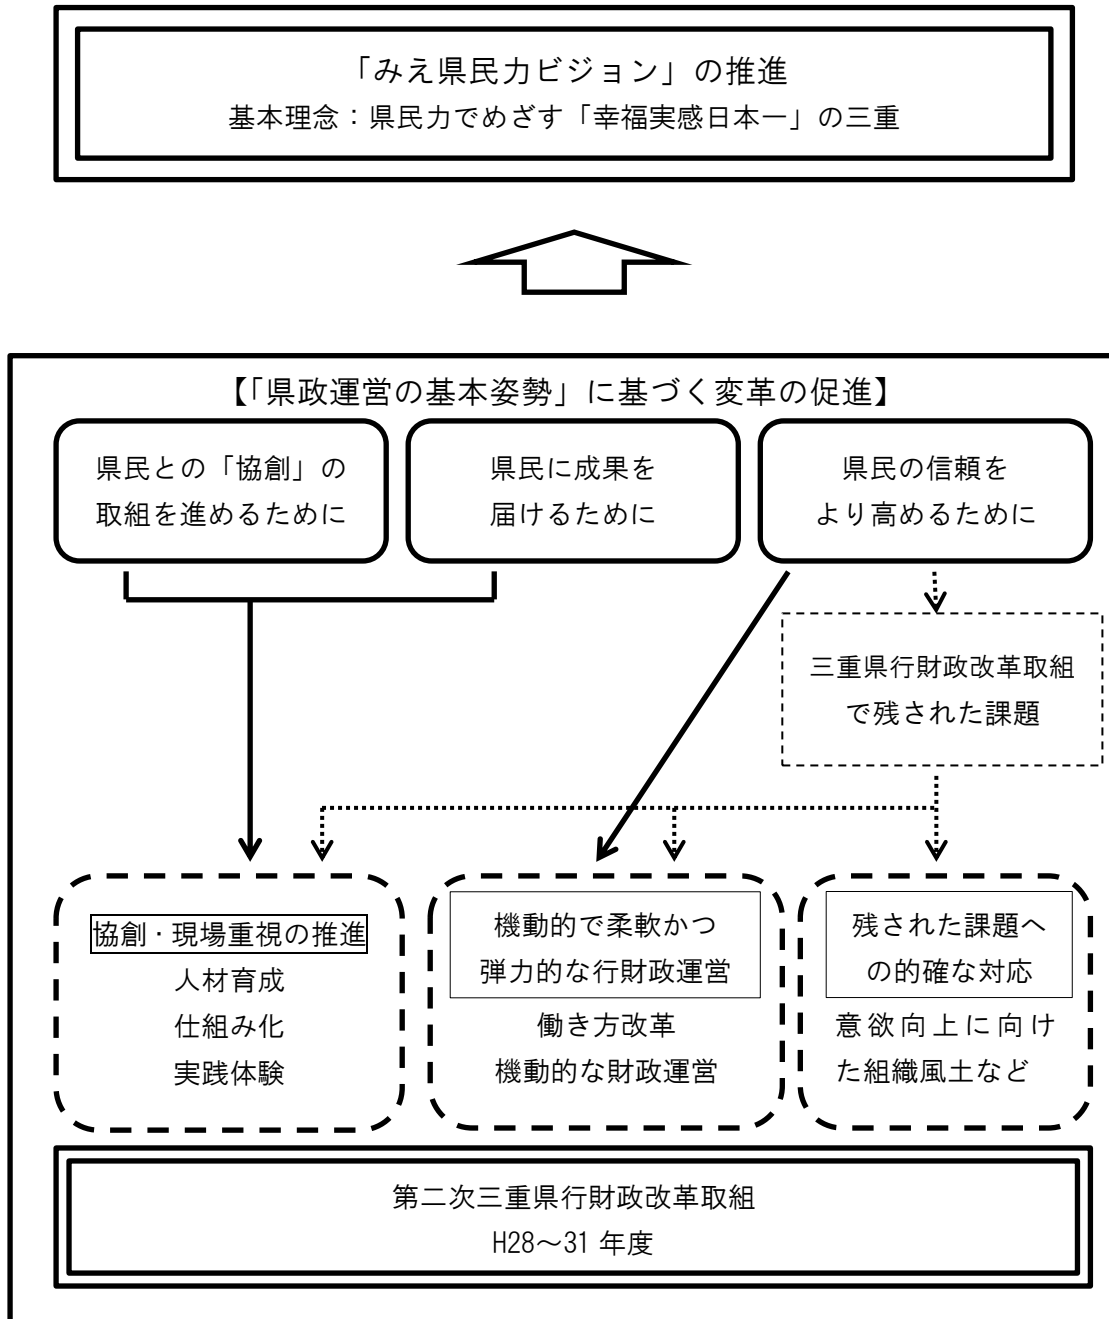 「みえ県民力ビジョン」の推進
基本理念：県民力でめざす「幸福実感日本一」の三重
【「県政運営の基本姿勢」に基づく変革の促進】
県民との「協創」の
取組を進めるために
県民に成果を
届けるために
県民の信頼を
より高めるために
三重県行財政改革取組
で残された課題
協創・現場重視の推進
人材育成
仕組み化
実践体験
機動的で柔軟かつ
弾力的な行財政運営
働き方改革
機動的な財政運営
残された課題へ
の的確な対応
意欲向上に向け
た組織風土など
第二次三重県行財政改革取組
H28～31 年度